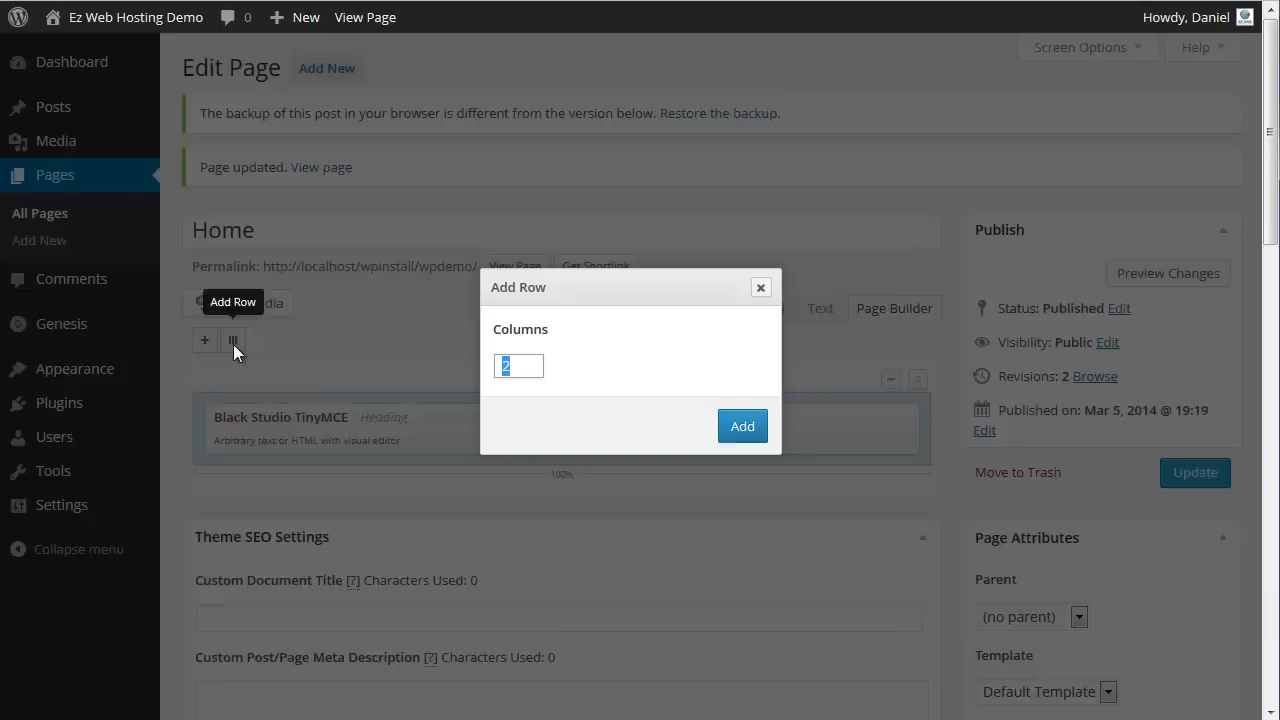 Ez Web Hosting Demo 0 New View Page Howdy, Daniel
Dashboard
Posts
Media
Pages
All Pages
Add New
Comments
Genesis
Appearance
Plugins
Users
Tools
Settings
Collapse menu
Screen Options Help
Edit Page Add New
The backup of this post in your browser is different from the version below. Restore the backup.
Page updated. View page
Home
Permalink: http://localhost/wpinstall/wpdemo/ View Page Get Shortlink
Add Row
Text Page Builder
Add Row
Columns
2
Add
Black Studio TinyMCE Heading
Arbitrary text or HTML with visual editor
100%
Theme SEO Settings
Custom Document Title [?] Characters Used: 0
Custom Post/Page Meta Description [?] Characters Used: 0
Publish
Preview Changes
Status: Published Edit
Visibility: Public Edit
Revisions: 2 Browse
Published on: Mar 5, 2014 @ 19:19
Edit
Move to Trash Update
Page Attributes
Parent
(no parent)
Template
Default Template